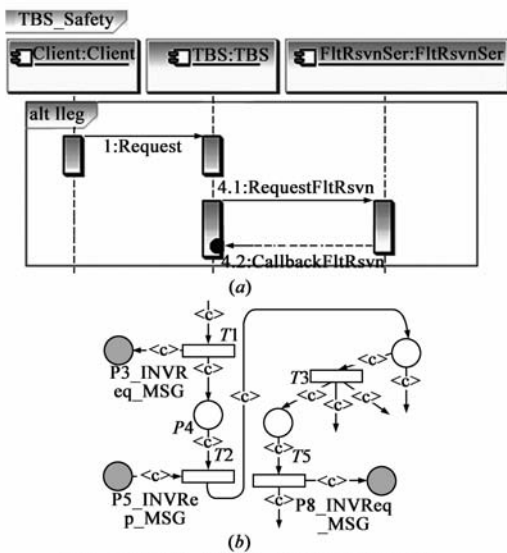 TBS_Safety
Client:Client
TBS:TBS
FltRsvnSer:FltRsvnSer
alt Ileg
1:Request
4.1:RequestFltRsvn
4.2:CallbackFltRsvn
(a)
<c>
T1
<c>
P3_INVR
eq_MSG
<c>
<c>
T3
<c>
<c>
<c>
<c>
P4
<c>
T2
<c>
T5
<c>
P5_INVRe
p_MSG
<c>
<c>
P8_INVReq
_MSG
(b)